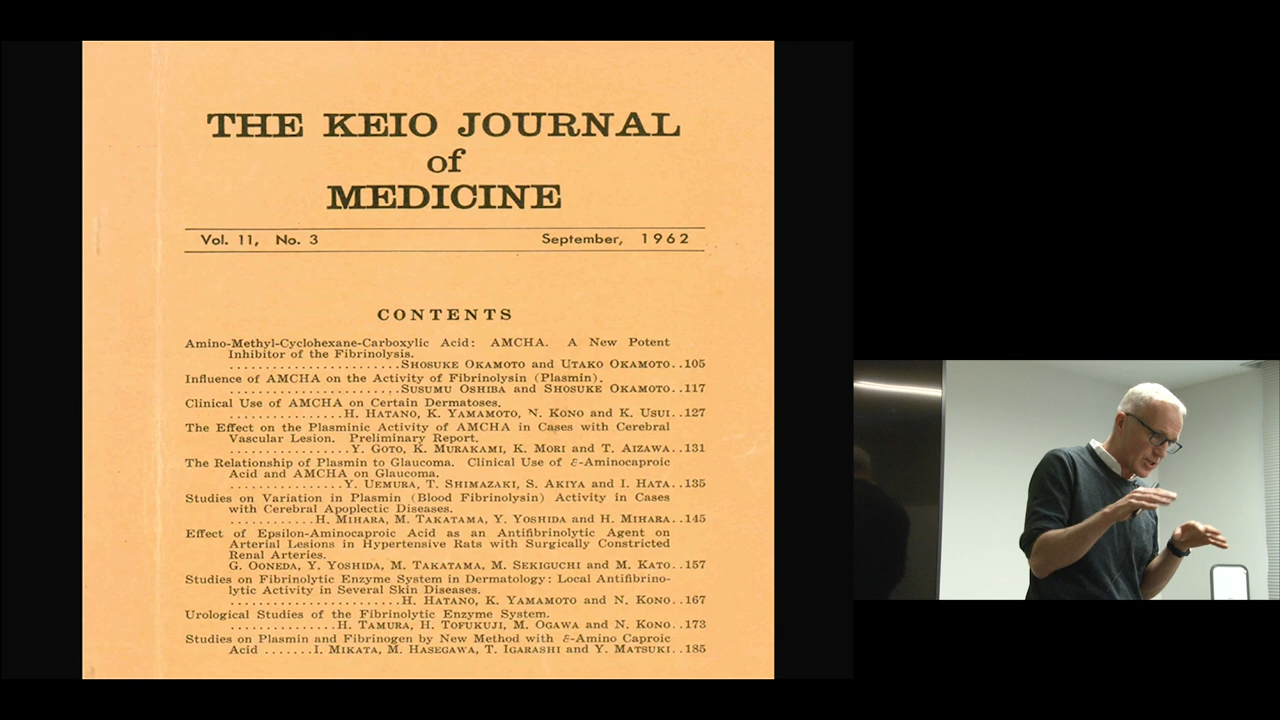 THE KEIO JOURNAL
of
MEDICINE
Vol. 11, No. 3 September, 1962
CONTENTS
Amino-Methyl-Cyclohexane-Carboxylic Acid: AMCHA. A New Potent
Inhibitor of the Fibrinolysis.
........................SHOSUKE OKAMOTO and UTAKO OKAMOTO..105
Influence of AMCHA on the Activity of Fibrinolysin (Plasmin).
........................SUSUMU OSHIBA and SHOSUKE OKAMOTO..117
Clinical Use of AMCHA on Certain Dermatoses.
................H. HATANO, K. YAMAMOTO, N. KONO and K. USUI..127
The Effect on the Plasminic Activity of AMCHA in Cases with Cerebral
Vascular Lesion. Preliminary Report.
.................Y. GOTO, K. MURAKAMI, K. MORI and T. AIZAWA..131
The Relationship of Plasmin to Glaucoma. Clinical Use of ε-Aminocaproic
Acid and AMCHA on Glaucoma.
................Y. UEMURA, T. SHIMAZAKI, S. AKIYA and I. HATA..135
Studies on Variation in Plasmin (Blood Fibrinolysin) Activity in Cases
with Cerebral Apoplectic Diseases.
............H. MIHARA, M. TAKATAMA, Y. YOSHIDA and H. MIHARA..145
Effect of Epsilon-Aminocaproic Acid as an Antifibrinolytic Agent on
Arterial Lesions in Hypertensive Rats with Surgically Constricted
Renal Arteries.
G. OONEDA, Y. YOSHIDA, M. TAKATAMA, M. SEKIGUCHI and M. KATO..157
Studies on Fibrinolytic Enzyme System in Dermatology: Local Antifibrino-
lytic Activity in Several Skin Diseases.
........................H. HATANO, K. YAMAMOTO and N. KONO..167
Urological Studies of the Fibrinolytic Enzyme System.
...............H. TAMURA, H. TOFUKUJI, M. OGAWA and N. KONO..173
Studies on Plasmin and Fibrinogen by New Method with ε-Amino Caproic
Acid .......I. MIKATA, M. HASEGAWA, T. IGARASHI and Y. MATSUKI..185